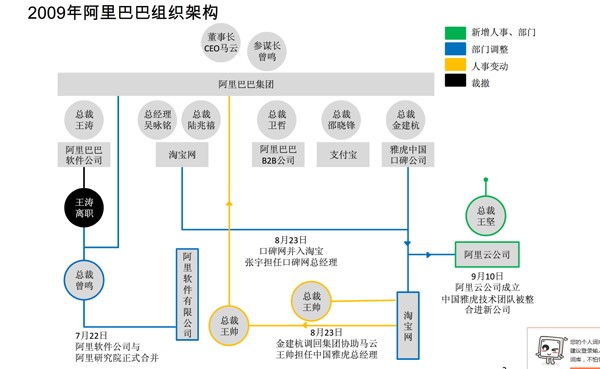 2009年阿里巴巴组织架构
董事长
CEO马云
参谋长
曾鸣
新增人事、部门
部门调整
人事变动
裁撤
阿里巴巴集团
总裁
王涛
总经理
吴咏铭
总裁
陆兆禧
总裁
卫哲
总裁
邵晓锋
总裁
金建杭
阿里巴巴
软件公司
淘宝网
阿里巴巴
B2B公司
支付宝
雅虎中国
口碑公司
王涛
离职
总裁
王坚
8月23日
口碑网并入淘宝
张宇担任口碑网总经理
阿里云公司
总裁
曾鸣
阿里软件有限公司
9月10日
阿里云公司成立
中国雅虎技术团队被整
合进新公司
总裁
王帅
总裁
王帅
淘宝网
7月22日
阿里软件公司与
阿里研究院正式合并
8月23日
金建杭调回集团协助马云
王帅担任中国雅虎总经理
您的个人词
建议登录输